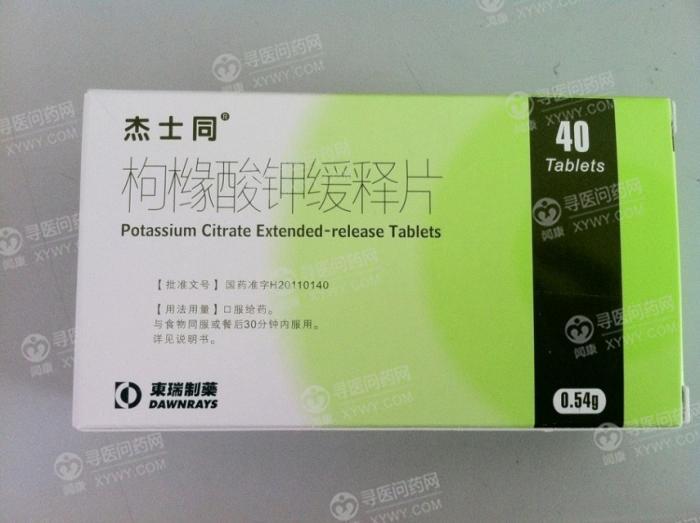 杰士同®
枸橼酸钾缓释片
Potassium Citrate Extended-release Tablets
【批准文号】国药准字H20110140
【用法用量】口服给药。
与食物同服或餐后30分钟内服用。
详见说明书。
東瑞制藥
DAWNRAYS
40
Tablets
0.54g
寻医问药网
XYWY.COM
闻康